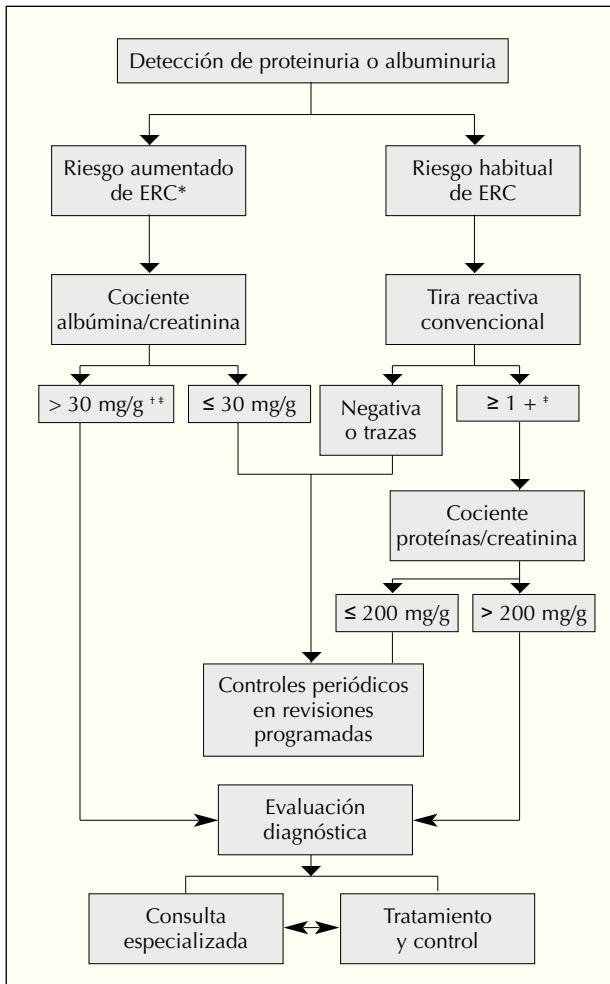 Detección de proteinuria o albuminuria
Riesgo aumentado
de ERC*
Riesgo habitual
de ERC
Cociente
albúmina/creatinina
Tira reactiva
convencional
> 30 mg/g †‡
≤ 30 mg/g
Negativa
o trazas
≥ 1 + ‡
Cociente
proteínas/creatinina
≤ 200 mg/g
> 200 mg/g
Controles periódicos
en revisiones
programadas
Evaluación
diagnóstica
Consulta
especializada
Tratamiento
y control